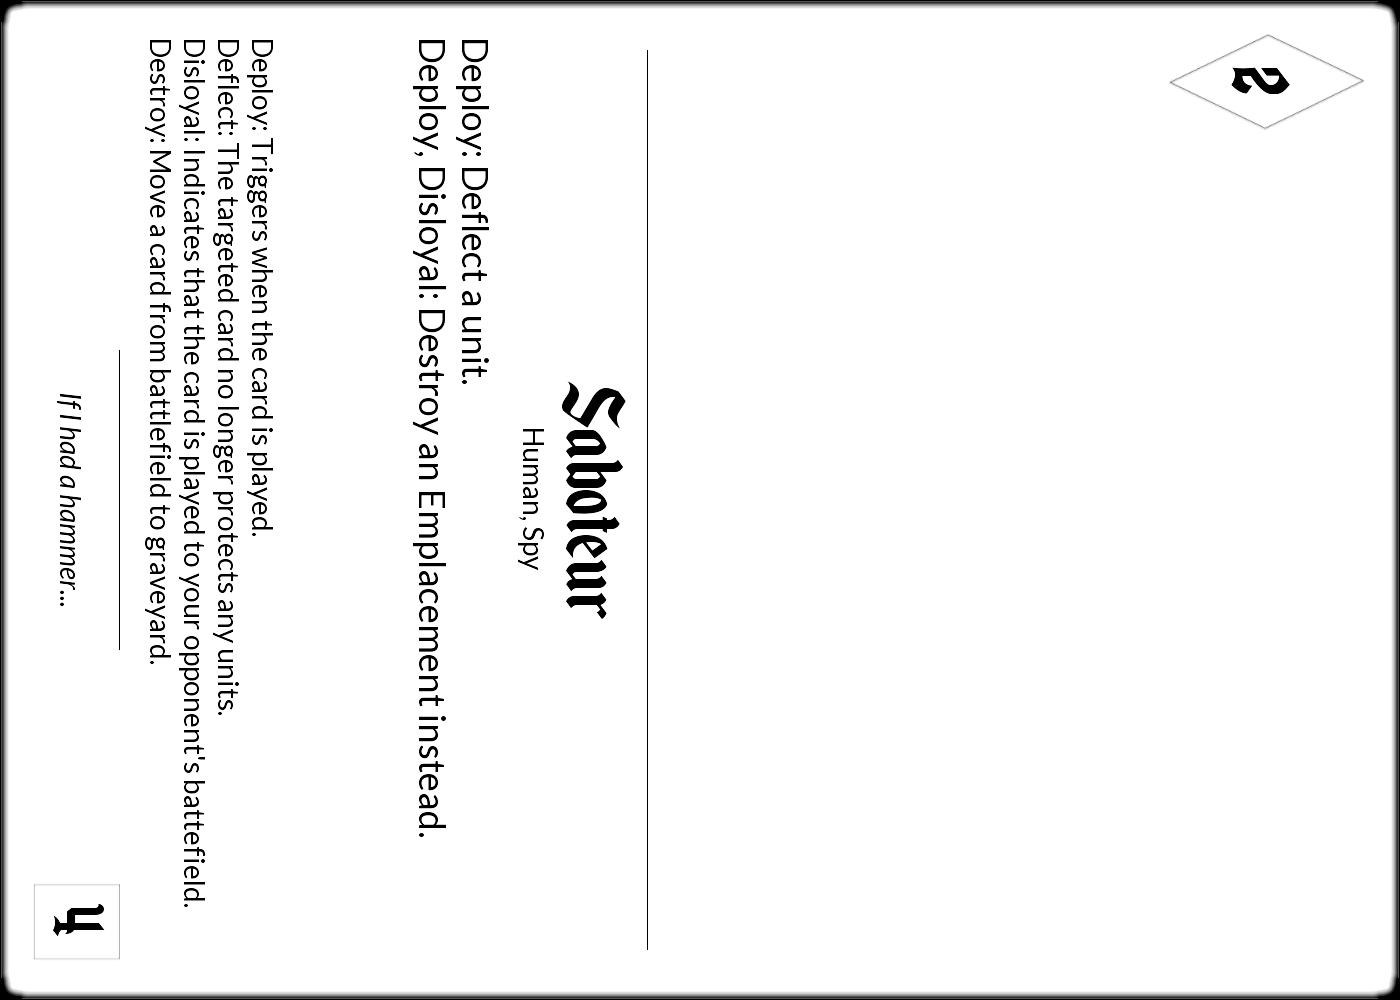 2
Saboteur
Human, Spy
Deploy: Deflect a unit.
Deploy, Disloyal: Destroy an Emplacement instead.
Deploy: Triggers when the card is played.
Deflect: The targeted card no longer protects any units.
Disloyal: Indicates that the card is played to your opponent's battefield.
Destroy: Move a card from battlefield to graveyard.
If I had a hammer...
4